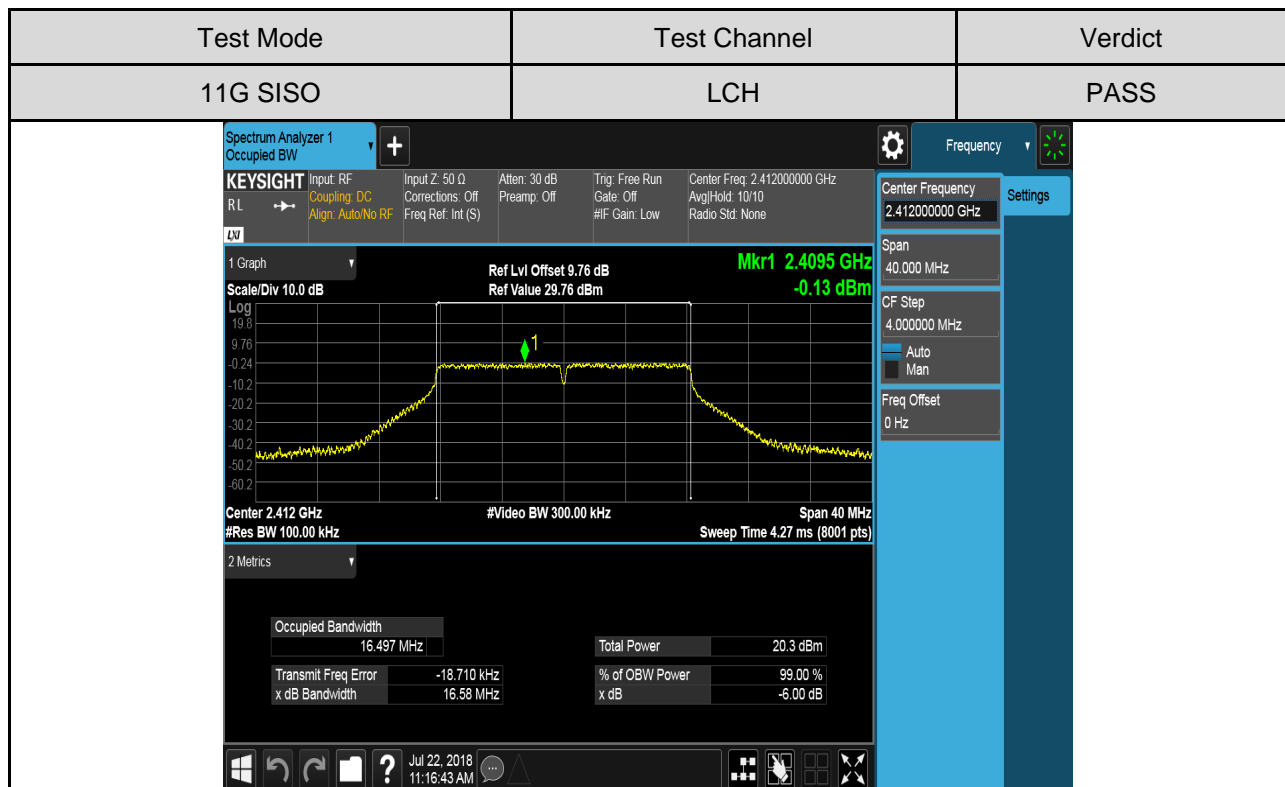 Test Mode Test Channel Verdict
11G SISO LCH PASS
Spectrum Analyzer 1
Occupied BW
+
Frequency
KEYSIGHT
RL
LXI
Input: RF
Coupling: DC
Align: Auto/No RF
Input Z: 50 Ω
Corrections: Off
Freq Ref: Int (S)
Atten: 30 dB
Preamp: Off
Trig: Free Run
Gate: Off
#IF Gain: Low
Center Freq: 2.412000000 GHz
Avg|Hold: 10/10
Radio Std: None
Center Frequency
2.412000000 GHz
Settings
Span
40.000 MHz
CF Step
4.000000 MHz
Auto
Man
Freq Offset
0 Hz
1 Graph
Scale/Div 10.0 dB
Ref Lvl Offset 9.76 dB
Ref Value 29.76 dBm
Mkr1 2.4095 GHz
-0.13 dBm
Log
19.8
9.76
-0.24
-10.2
-20.2
-30.2
-40.2
-50.2
-60.2
1
Center 2.412 GHz #Video BW 300.00 kHz Span 40 MHz
#Res BW 100.00 kHz Sweep Time 4.27 ms (8001 pts)
2 Metrics
Occupied Bandwidth
16.497 MHz
Total Power 20.3 dBm
Transmit Freq Error -18.710 kHz % of OBW Power 99.00 %
x dB Bandwidth 16.58 MHz x dB -6.00 dB
?
Jul 22, 2018
11:16:43 AM